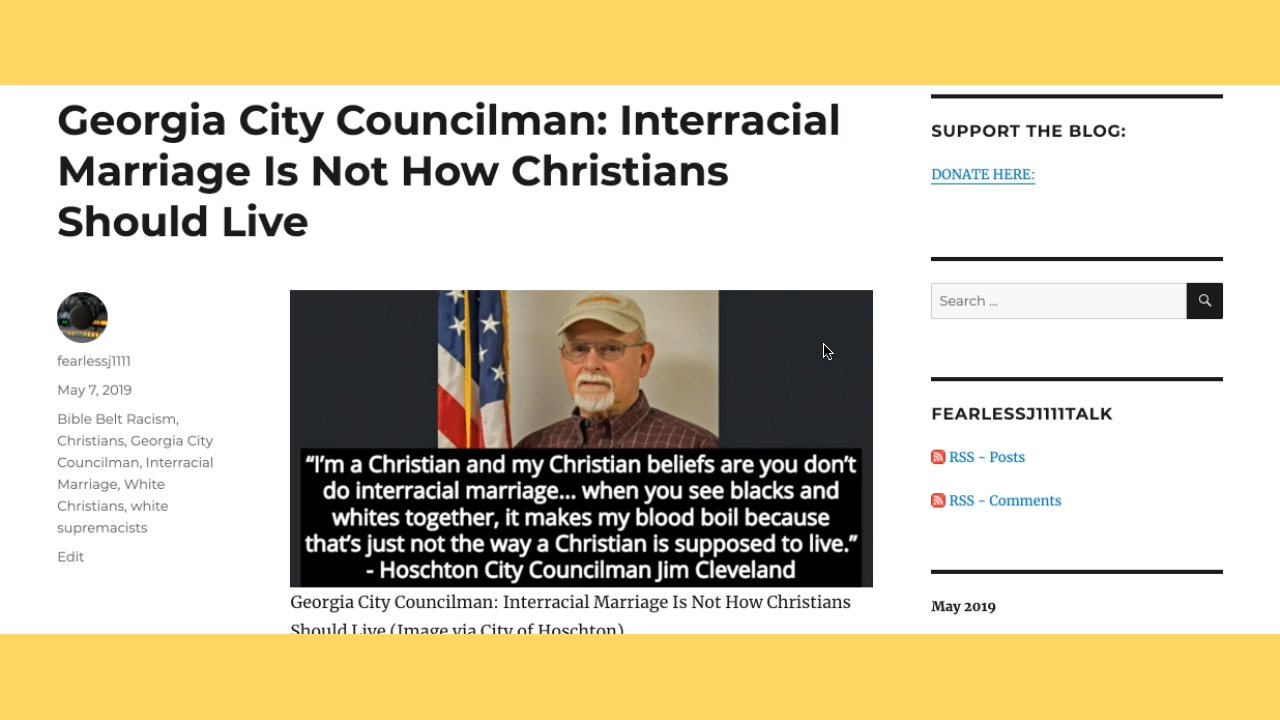 Georgia City Councilman: Interracial
Marriage Is Not How Christians
Should Live
fearlessj1111
May 7, 2019
Bible Belt Racism,
Christians, Georgia City
Councilman, Interracial
Marriage, White
Christians, white
supremacists
Edit
“I’m a Christian and my Christian beliefs are you don’t
do interracial marriage... when you see blacks and
whites together, it makes my blood boil because
that’s just not the way a Christian is supposed to live.”
- Hoschton City Councilman Jim Cleveland
Georgia City Councilman: Interracial Marriage Is Not How Christians
Should Live (Image via City of Hoschton)
SUPPORT THE BLOG:
DONATE HERE:
Search ...
FEARLESSJ1111TALK
RSS - Posts
RSS - Comments
May 2019